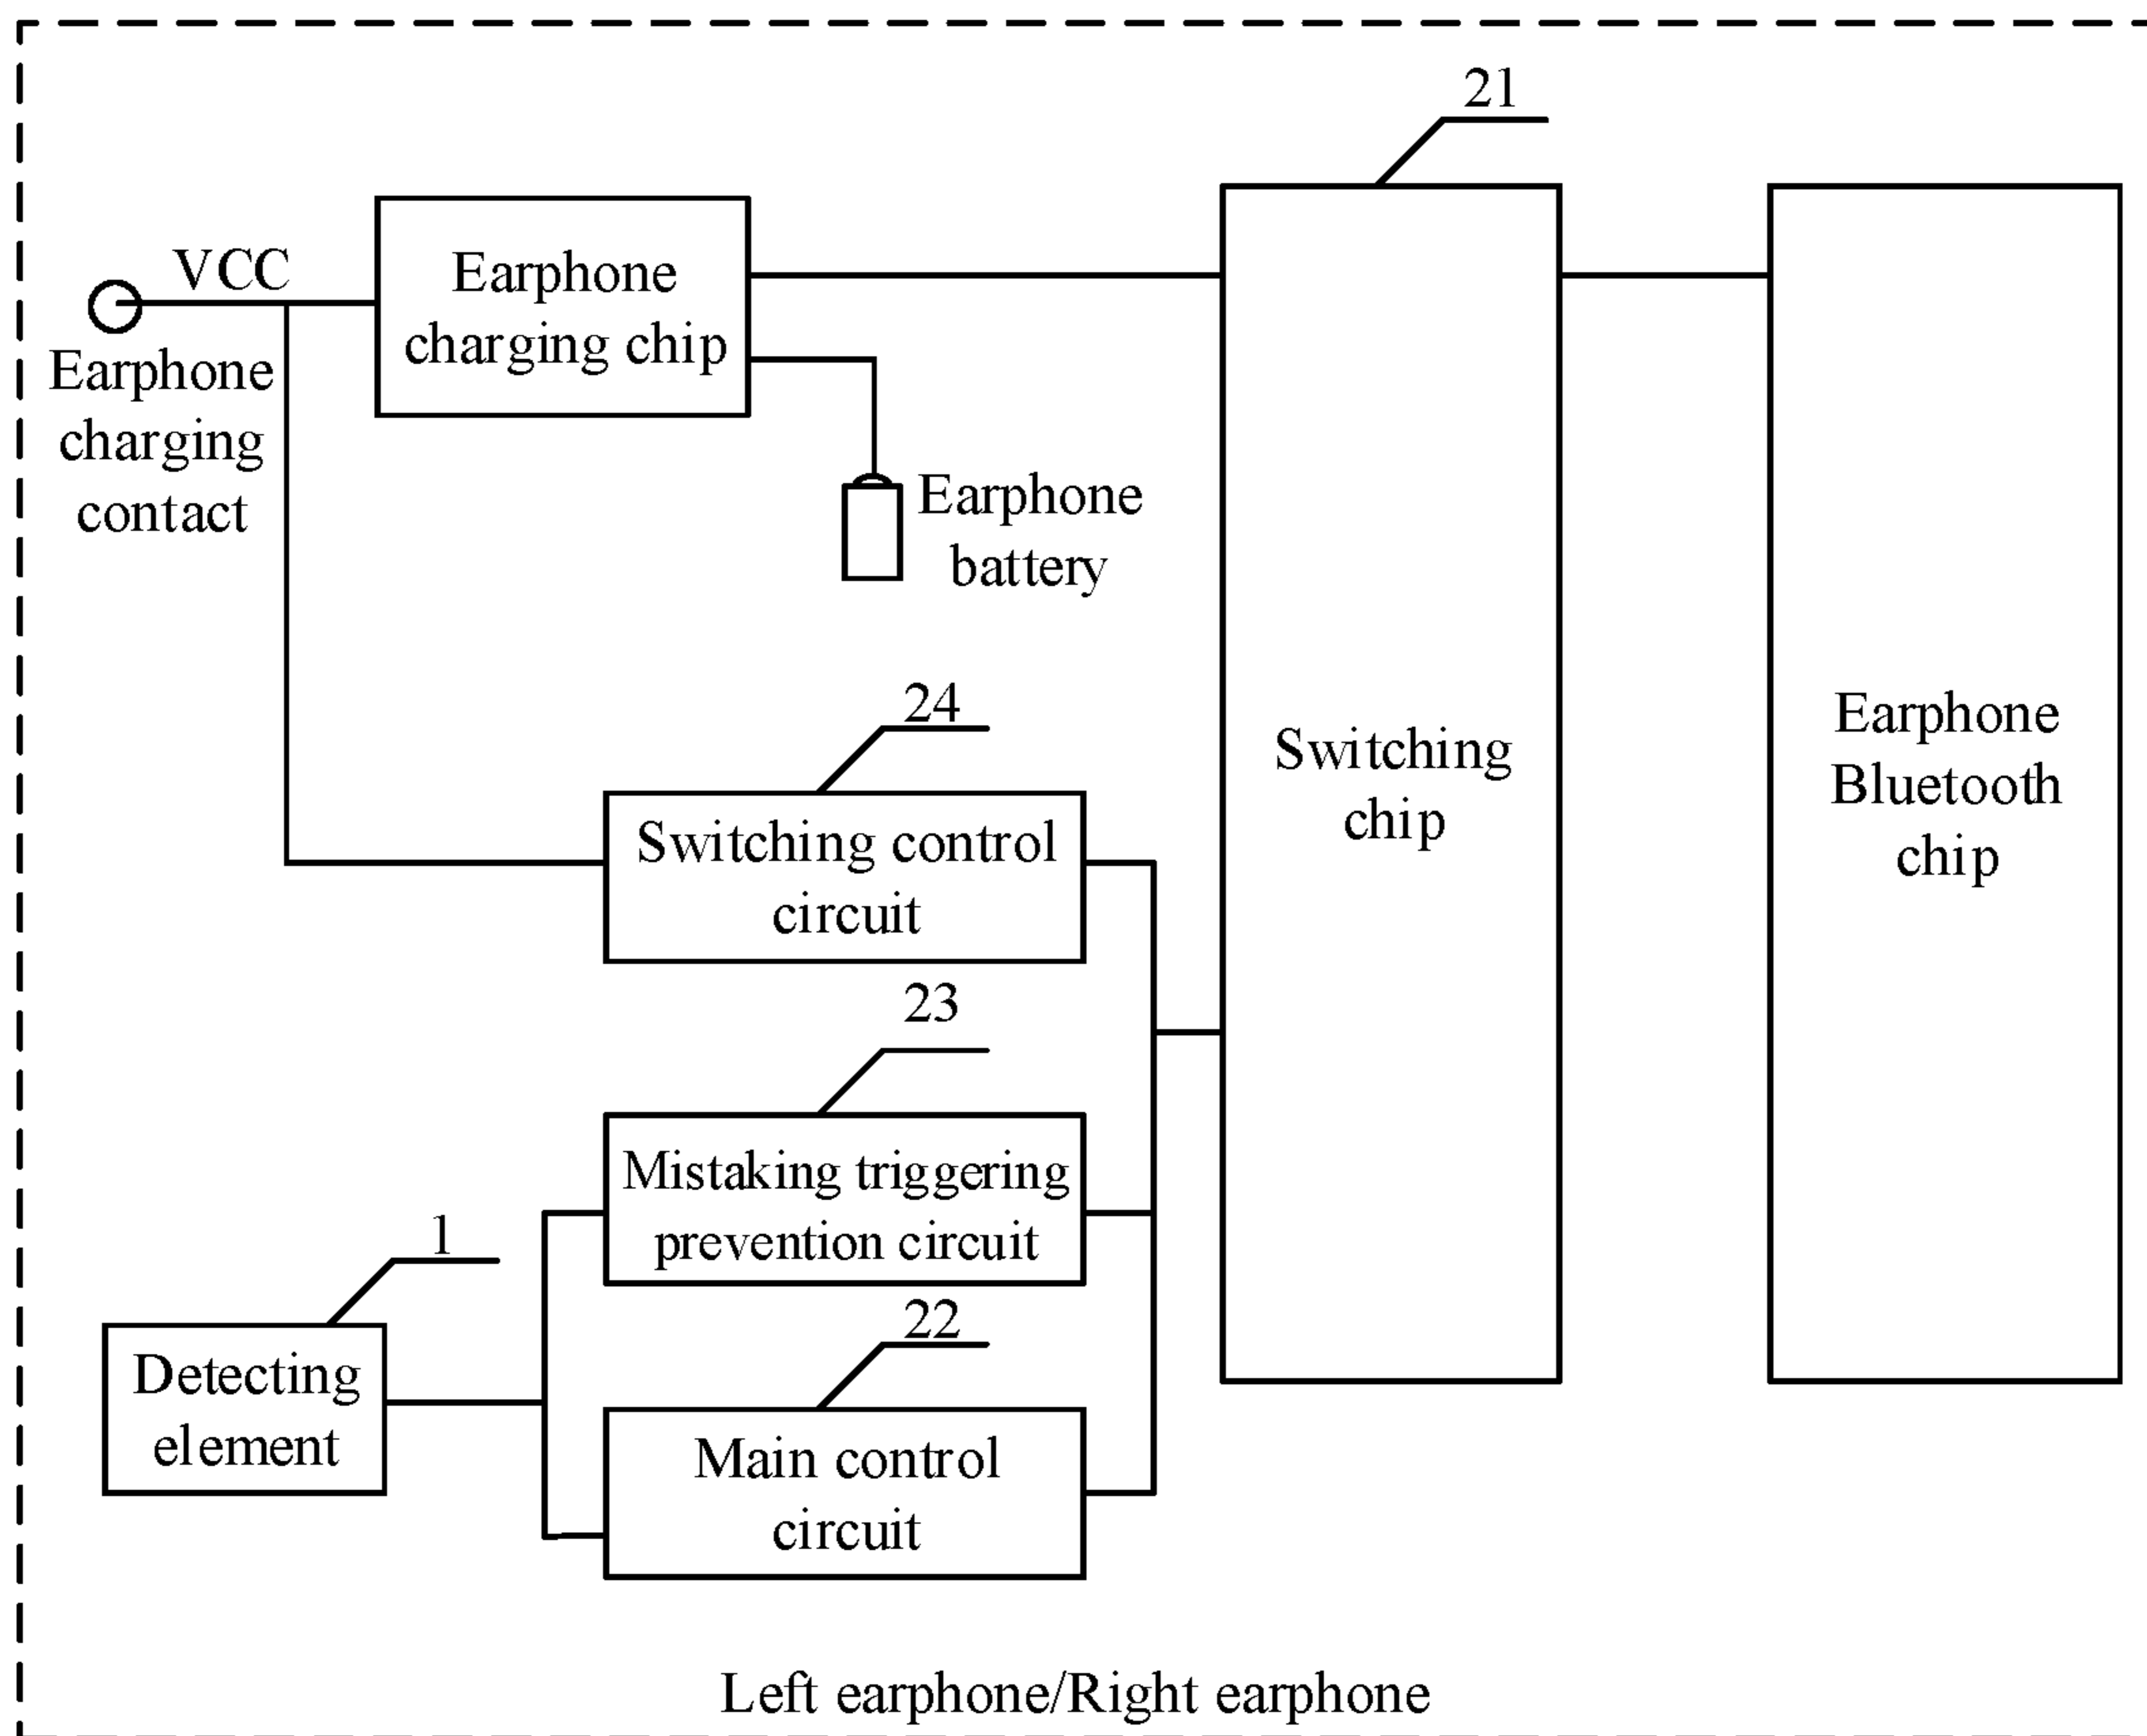 21
VCC
Earphone
charging chip
Earphone
charging
contact
Earphone
battery
24
Switching control
circuit
Switching
chip
Earphone
Bluetooth
chip
23
Mistaking triggering
prevention circuit
1
Detecting
element
22
Main control
circuit
Left earphone/Right earphone